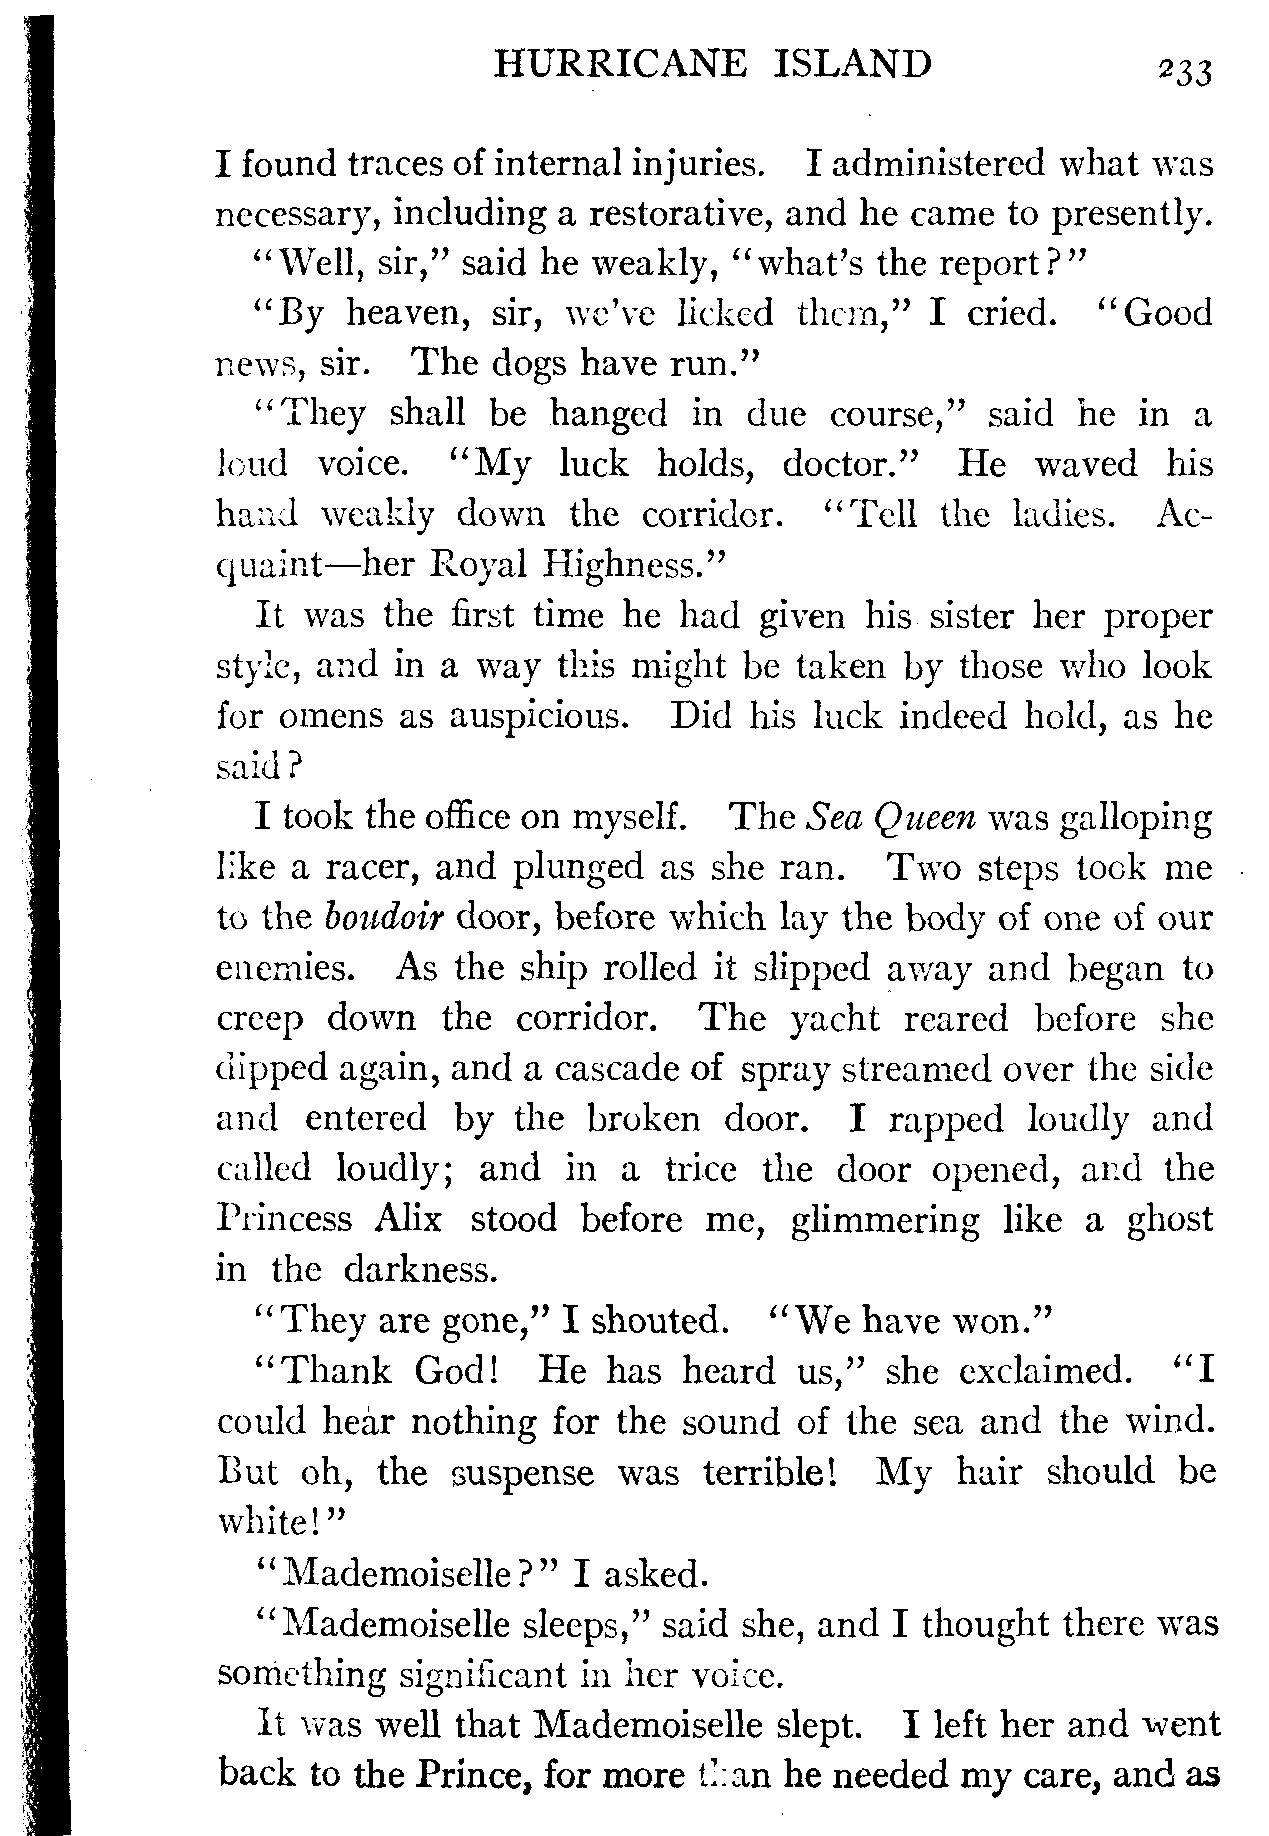 HURRICANE ISLAND 233
I found traces of internal injuries. I administered what was
necessary, including a restorative, and he came to presently.
"Well, sir," said he weakly, "what's the report?"
"By heaven, sir, we've licked them," I cried. "Good
news, sir. The dogs have run."
"They shall be hanged in due course," said he in a
loud voice. "My luck holds, doctor." He waved his
hand weakly down the corridor. "Tell the ladies. Ac-
quaint—her Royal Highness."
It was the first time he had given his sister her proper
style, and in a way this might be taken by those who look
for omens as auspicious. Did his luck indeed hold, as he
said?
I took the office on myself. The Sea Queen was galloping
like a racer, and plunged as she ran. Two steps took me
to the boudoir door, before which lay the body of one of our
enemies. As the ship rolled it slipped away and began to
creep down the corridor. The yacht reared before she
dipped again, and a cascade of spray streamed over the side
and entered by the broken door. I rapped loudly and
called loudly; and in a trice the door opened, and the
Princess Alix stood before me, glimmering like a ghost
in the darkness.
"They are gone," I shouted. "We have won."
"Thank God! He has heard us," she exclaimed. "I
could hear nothing for the sound of the sea and the wind.
But oh, the suspense was terrible! My hair should be
white!"
"Mademoiselle?" I asked.
"Mademoiselle sleeps," said she, and I thought there was
something significant in her voice.
It was well that Mademoiselle slept. I left her and went
back to the Prince, for more than he needed my care, and as